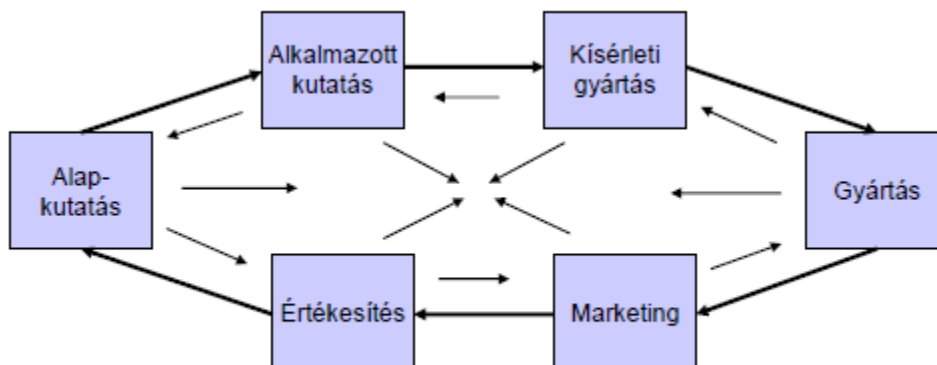 Alkalmazott
kutatás
Kísérleti
gyártás
Alap-
kutatás
Gyártás
Értékesítés
Marketing